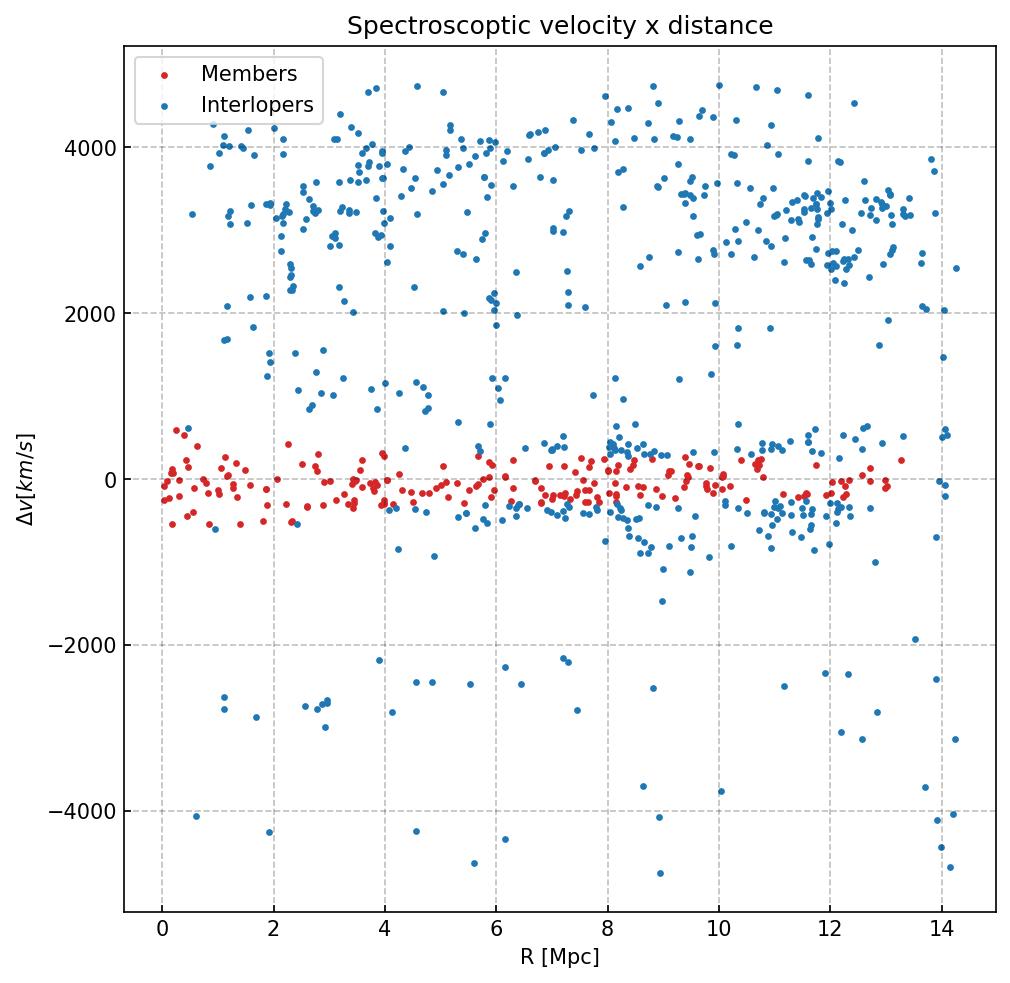 Spectroscoptic velocity x distance
Members
Interlopers
4000
2000
0
−2000
−4000
Δv[km/s]
0 2 4 6 8 10 12 14
R [Mpc]